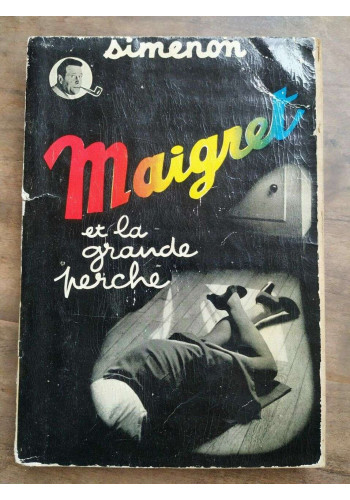 simenon
Maigret
et la
grande
perche